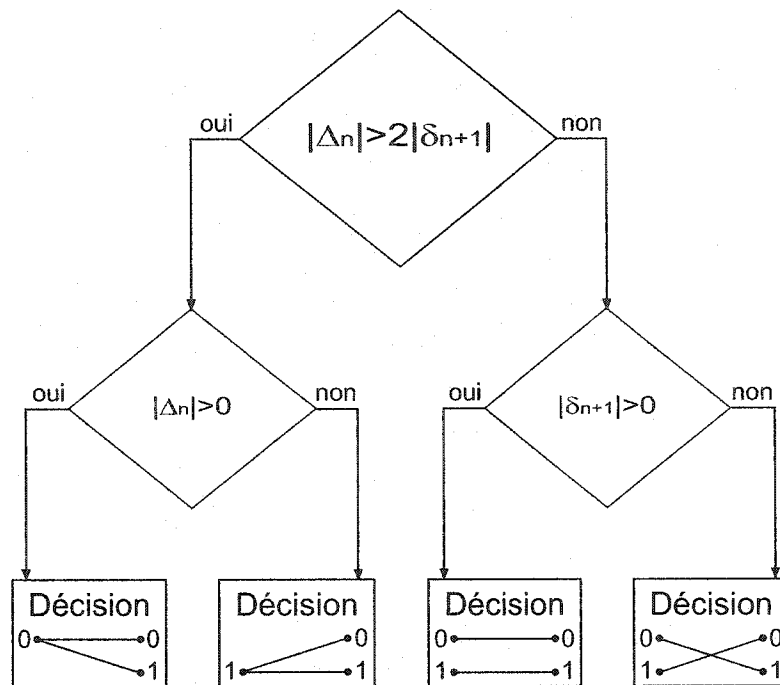 |Δn|>2|δn+1|
oui
non
|Δn|>0
oui
non
|δn+1|>0
oui
non
Décision
0 0
1
Décision
0
1 1
Décision
0 0
1 1
Décision
0 0
1 1